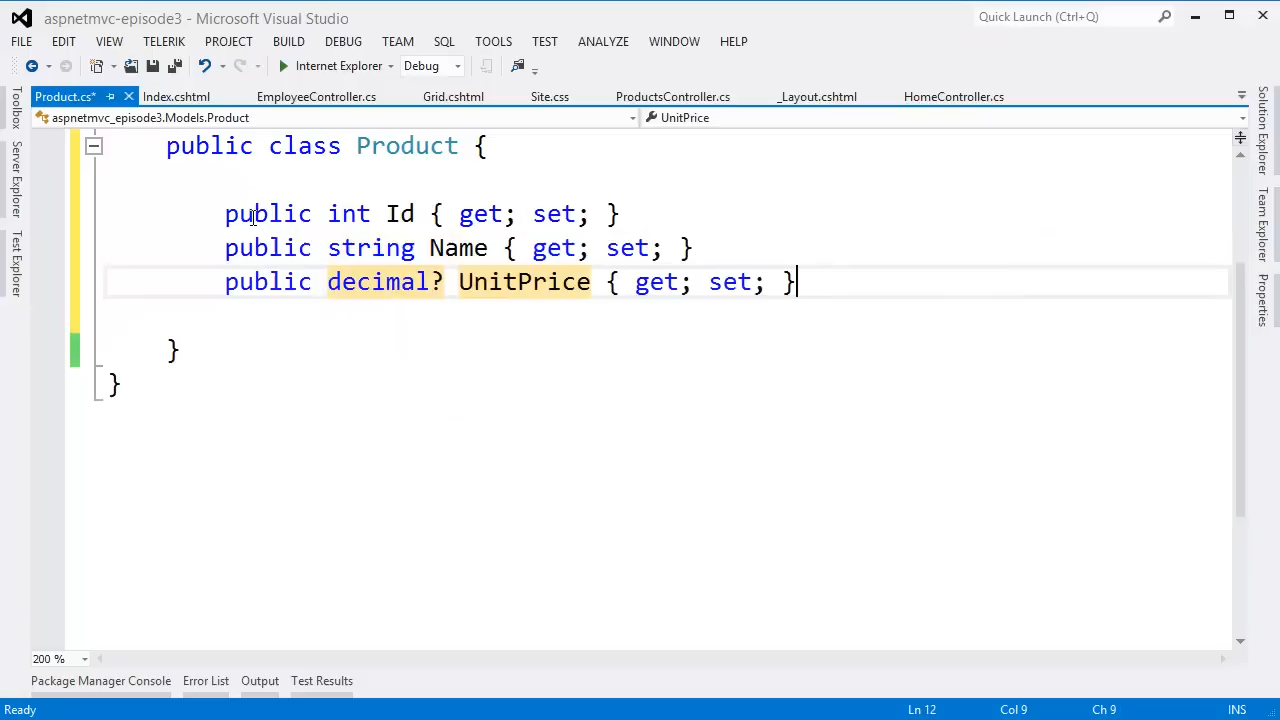 aspnetmvc-episode3 - Microsoft Visual Studio
Quick Launch (Ctrl+Q)
FILE EDIT VIEW TELERIK PROJECT BUILD DEBUG TEAM SQL TOOLS TEST ANALYZE WINDOW HELP
Internet Explorer Debug
Product.cs* Index.cshtml EmployeeController.cs Grid.cshtml Site.css ProductsController.cs _Layout.cshtml HomeController.cs
aspnetmvc_episode3.Models.Product UnitPrice
Toolbox
Server Explorer
Test Explorer
public class Product {
public int Id { get; set; }
public string Name { get; set; }
public decimal? UnitPrice { get; set; }
}
}
Solution Explorer
Team Explorer
Properties
200 %
Package Manager Console Error List Output Test Results
Ready Ln 12 Col 9 Ch 9 INS